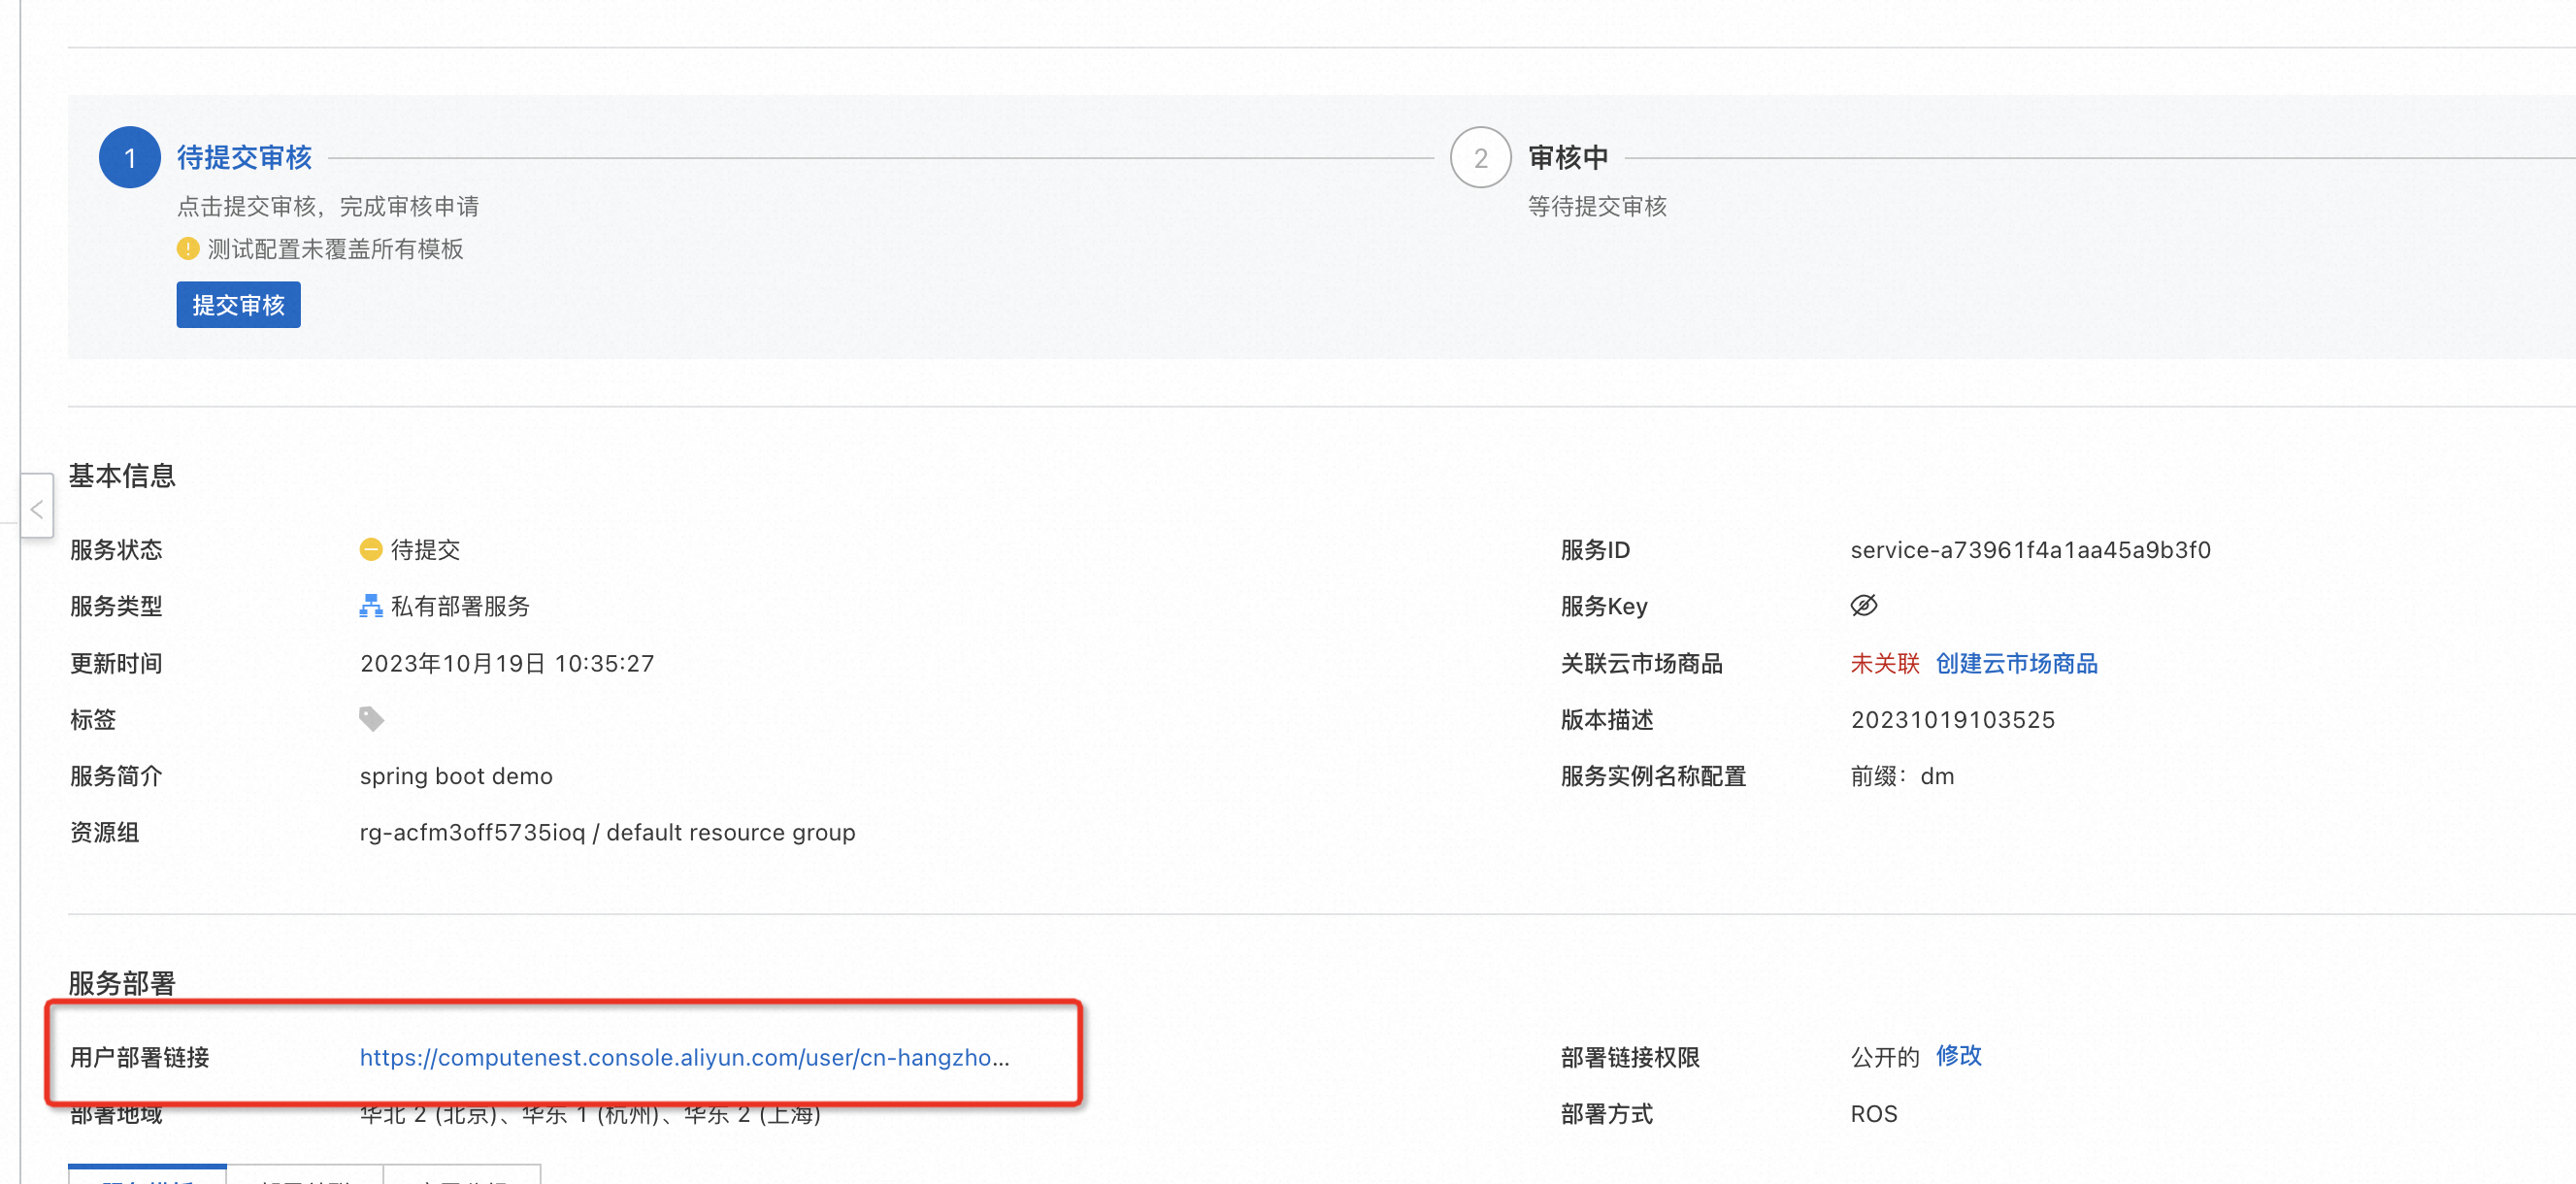 1 待提交审核
2 审核中
点击提交审核，完成审核申请
等待提交审核
测试配置未覆盖所有模板
提交审核
基本信息
服务状态 待提交
服务ID service-a73961f4a1aa45a9b3f0
服务类型 私有部署服务
服务Key
更新时间 2023年10月19日 10:35:27
关联云市场商品 未关联 创建云市场商品
标签
版本描述 20231019103525
服务简介 spring boot demo
服务实例名称配置 前缀：dm
资源组 rg-acfm3off5735ioq / default resource group
服务部署
用户部署链接 https://computenest.console.aliyun.com/user/cn-hangzho...
部署链接权限 公开的 修改
部署地域 华北 2 (北京)、华东 1 (杭州)、华东 2 (上海)
部署方式 ROS